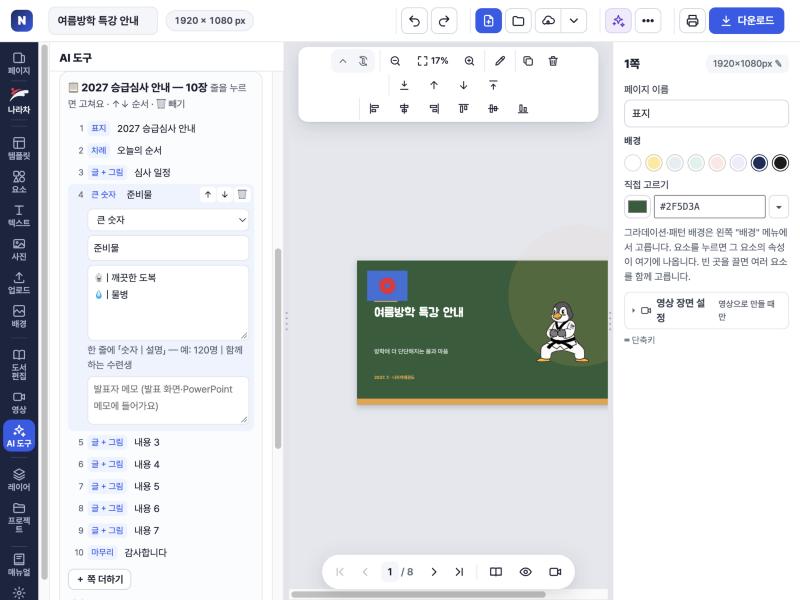 N
여름방학 특강 안내
1920 × 1080 px
다운로드
페이지
나라차
템플릿
요소
텍스트
사진
업로드
배경
도서 편집
영상
AI 도구
레이어
프로젝트
매뉴얼
AI 도구
2027 승급심사 안내 — 10장 줄을 누르
면 고쳐요 · ↑↓ 순서 · 🗑 빼기
1 표지 2027 승급심사 안내
2 차례 오늘의 순서
3 글 + 그림 심사 일정
4 큰 숫자 준비물
큰 숫자
준비물
| 깨끗한 도복
💧 | 물병
한 줄에 「숫자 | 설명」 — 예: 120명 | 함께
하는 수련생
발표자 메모 (발표 화면·PowerPoint
메모에 들어가요)
5 글 + 그림 내용 3
6 글 + 그림 내용 4
7 글 + 그림 내용 5
8 글 + 그림 내용 6
9 글 + 그림 내용 7
10 마무리 감사합니다
+ 쪽 더하기
17%
여름방학 특강 안내
방학에 더 단단해지는 몸과 마음
1 / 8
1쪽
1920×1080px ✎
페이지 이름
표지
배경
직접 고르기
#2F5D3A
그라데이션·패턴 배경은 왼쪽 "배경" 메뉴에
서 고릅니다. 요소를 누르면 그 요소의 속성
이 여기에 나옵니다. 빈 곳을 끌면 여러 요소
를 함께 고릅니다.
영상 장면 설정
영상으로 만들 때만
단축키